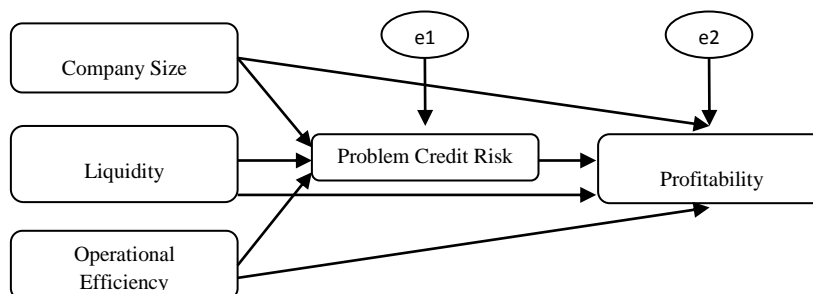 e1
e2
Company Size
Problem Credit Risk
Liquidity
Profitability
Operational
Efficiency